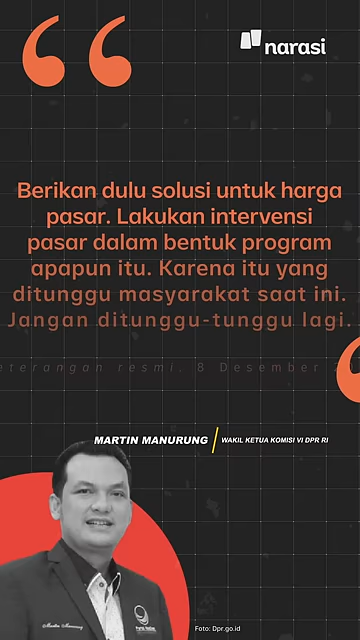 narasi
Berikan dulu solusi untuk harga
pasar. Lakukan intervensi
pasar dalam bentuk program
apapun itu. Karena itu yang
ditunggu masyarakat saat ini.
Jangan ditunggu-tunggu lagi.
resmi, 8 Desember
MARTIN MANURUNG
WAKIL KETUA KOMISI VI DPR RI
Martin Manurung
Foto: Dpr.go.id